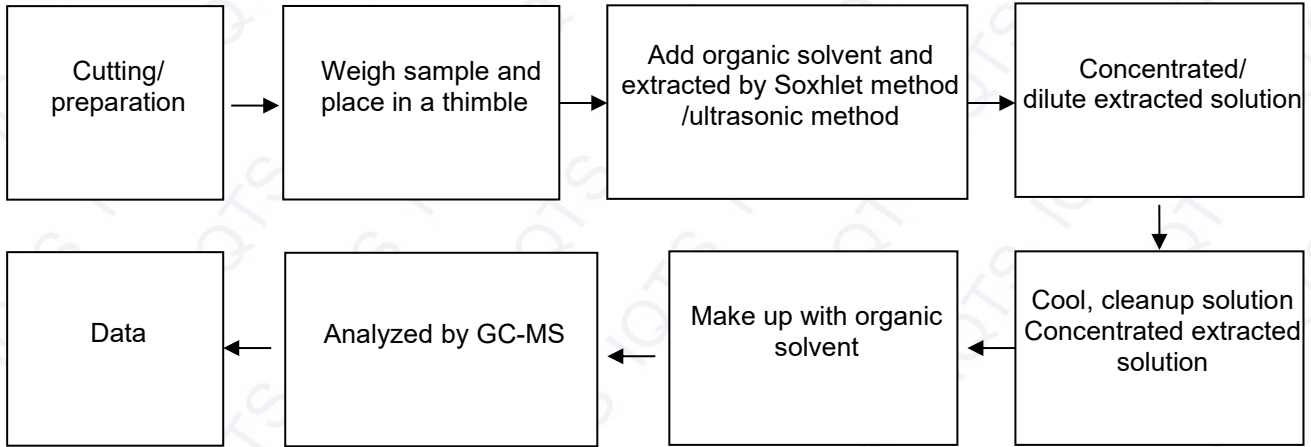 Cutting/
preparation
Weigh sample and
place in a thimble
Add organic solvent and
extracted by Soxhlet method
/ultrasonic method
Concentrated/
dilute extracted solution
Cool, cleanup solution
Concentrated extracted
solution
Make up with organic
solvent
Analyzed by GC-MS
Data